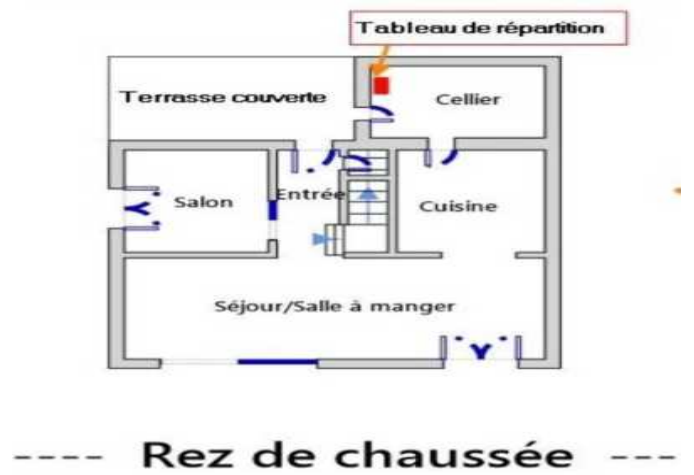 Tableau de répartition
Terrasse couverte
Cellier
Salon
Entrée
Cuisine
Séjour/Salle à manger
---- Rez de chaussée ---